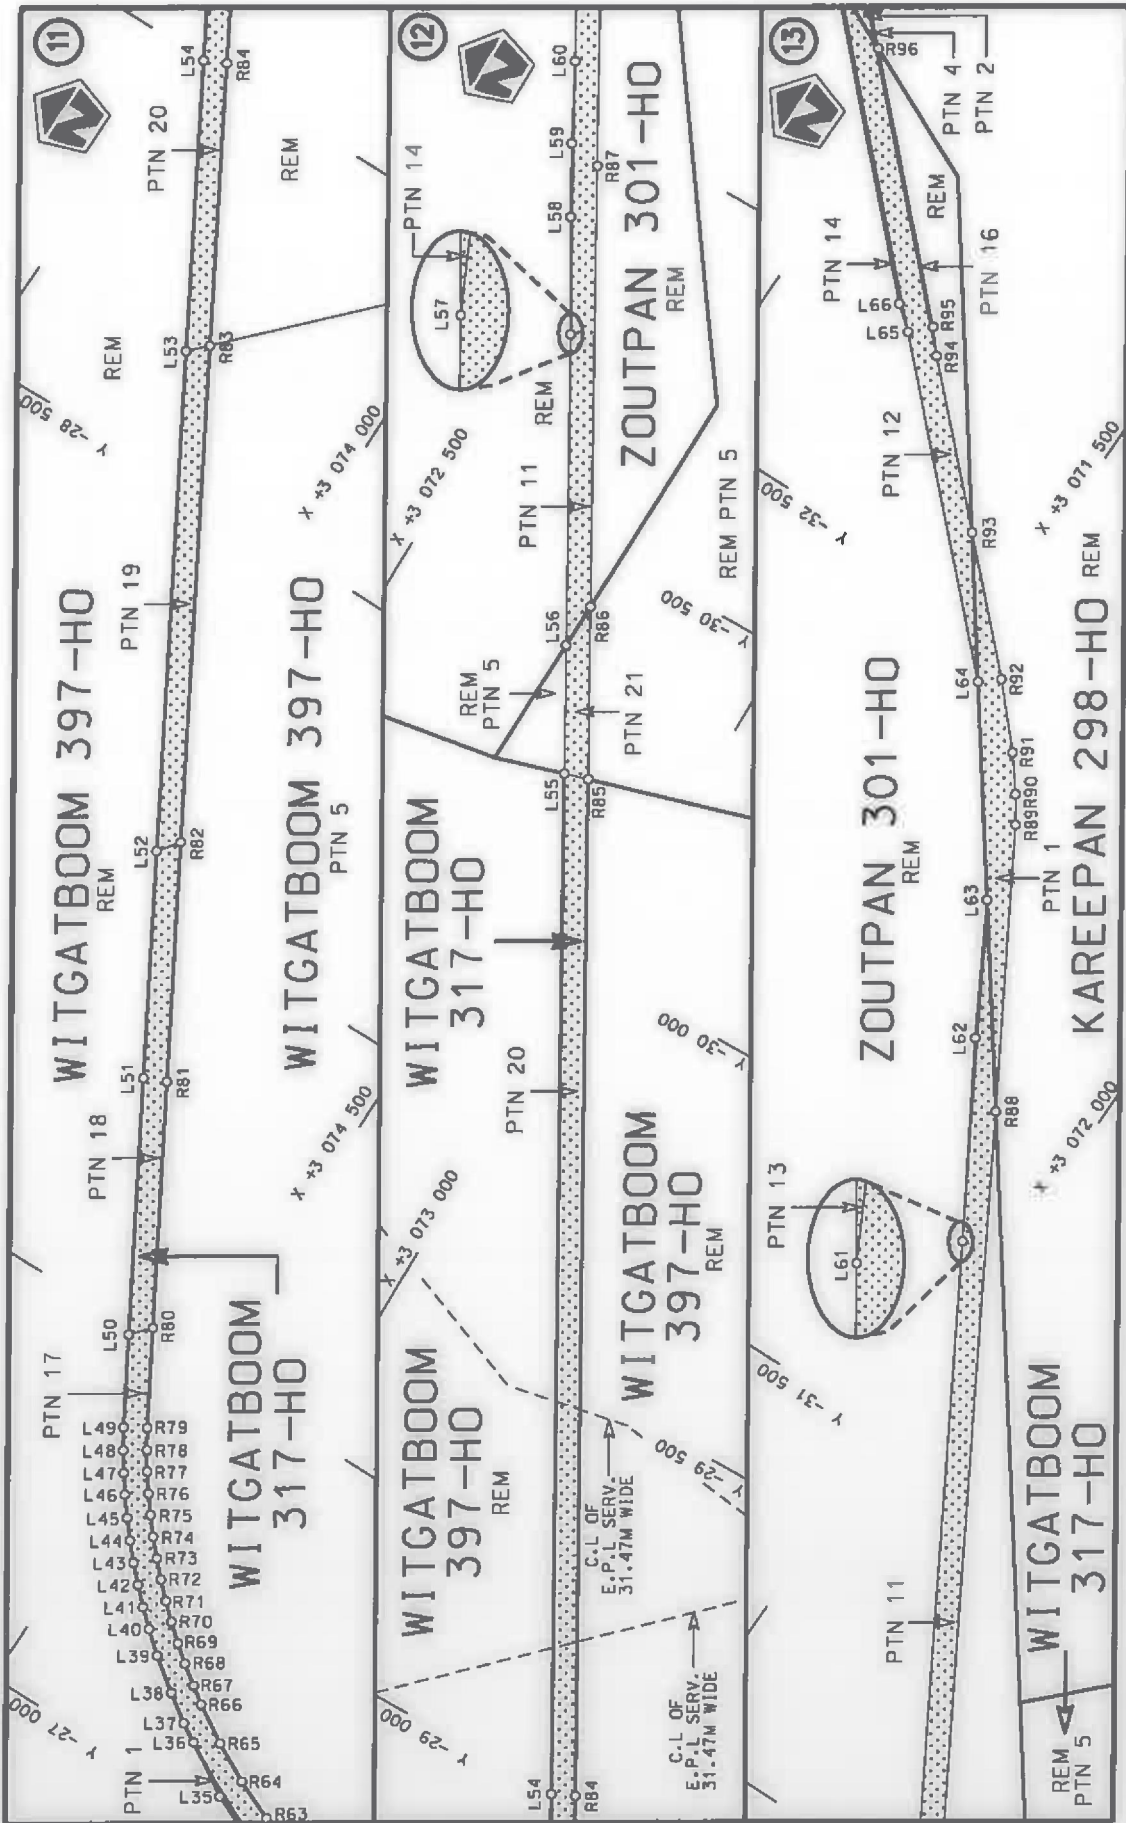 11
L54
R84
PTN 20
REM
L53
R83
REM
Y -28 500
X +3 074 000
WITGATBOOM 397-HO
REM
PTN 19
WITGATBOOM 397-HO
PTN 5
L52
R82
L51
R81
PTN 18
X +3 074 500
WITGATBOOM
317-HO
L50
R80
PTN 17
L49
L48
L47
L46
L45
L44
L43
L42
L41
L40
L39
L38
L37
L36
L35
R79
R78
R77
R76
R75
R74
R73
R72
R71
R70
R69
R68
R67
R66
R65
R64
R63
PTN 1
Y -27 000
12
L60
L59
L58
R87
PTN 14
L57
ZOUTPAN 301-HO
REM
REM
X +3 072 500
PTN 11
REM PTN 5
L56
R86
Y -30 500
REM
PTN 5
PTN 21
L55
R85
WITGATBOOM
317-HO
PTN 20
Y -30 000
WITGATBOOM
397-HO
REM
X +3 073 000
WITGATBOOM
397-HO
REM
C.L OF
E.P.L SERV.
31.47M WIDE
Y -29 500
C.L OF
E.P.L SERV.
31.47M WIDE
Y -29 000
L54
R84
13
R96
PTN 4
PTN 2
REM
PTN 14
PTN 16
L66
L65
R95
R94
PTN 12
Y -32 500
X +3 071 500
R93
L64
R92
R91
R90
R89
ZOUTPAN 301-HO
REM
KAREEPAN 298-HO REM
L63
PTN 1
L62
R88
X +3 072 000
PTN 13
L61
Y -31 500
WITGATBOOM
317-HO
PTN 11
REM
PTN 5